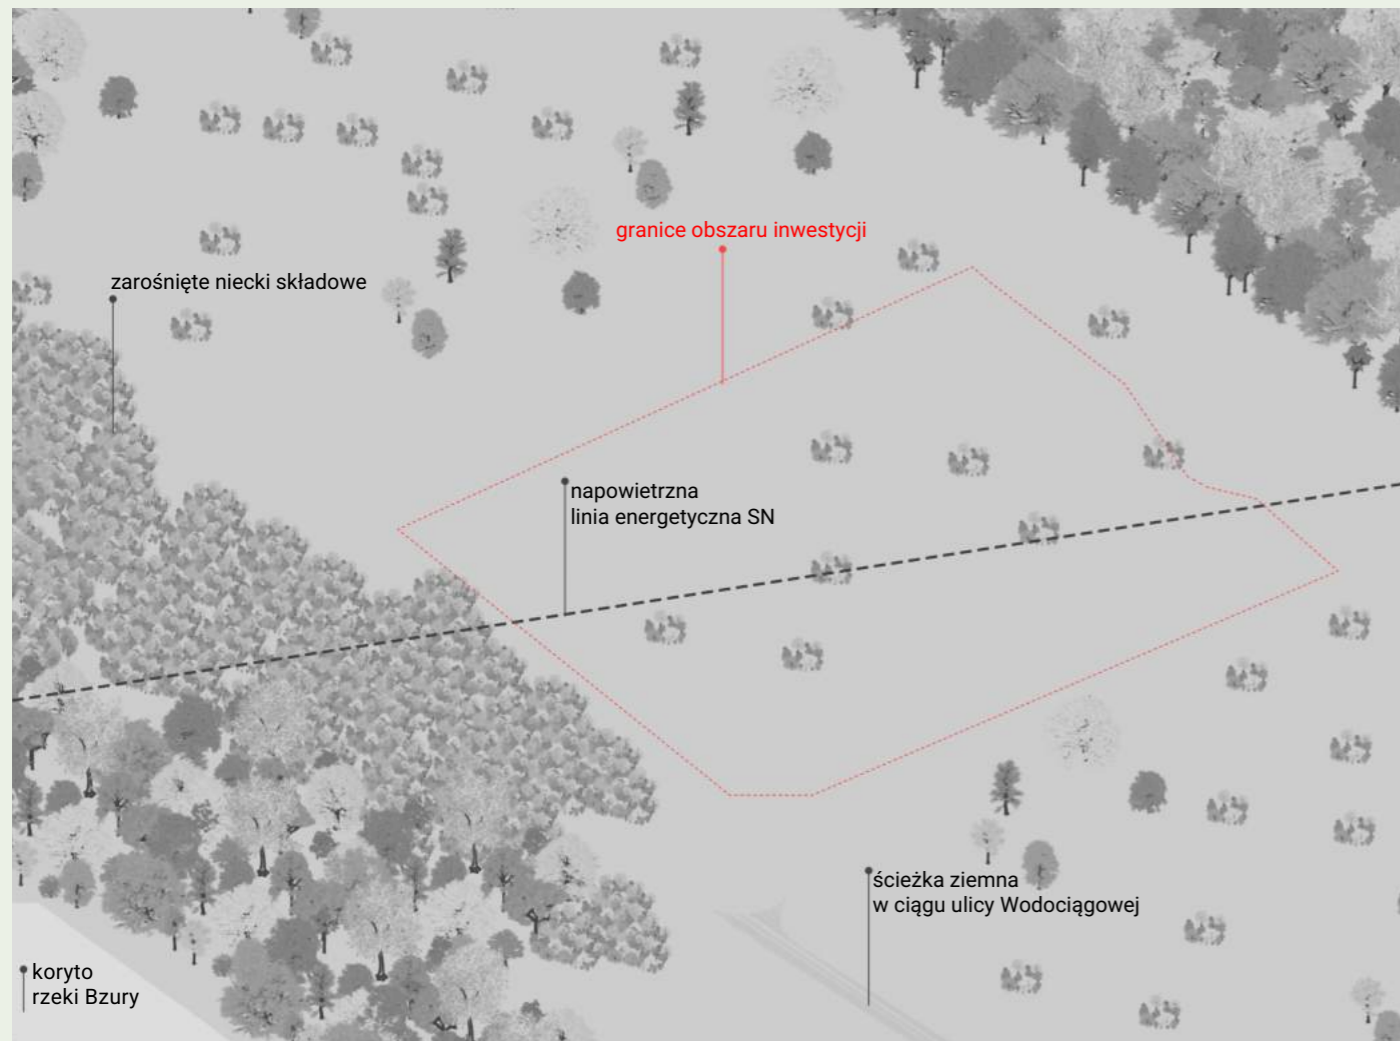 granice obszaru inwestycji
zarośnięte niecki składowe
napowietrzna
linia energetyczna SN
ścieżka ziemna
w ciągu ulicy Wodociągowej
koryto
rzeki Bzury